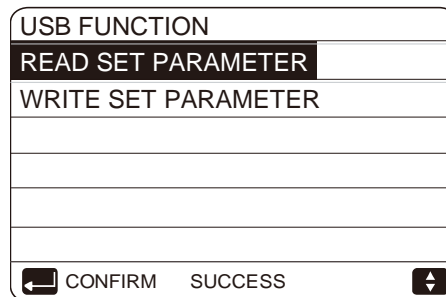 USB FUNCTION
READ SET PARAMETER
WRITE SET PARAMETER
CONFIRM SUCCESS